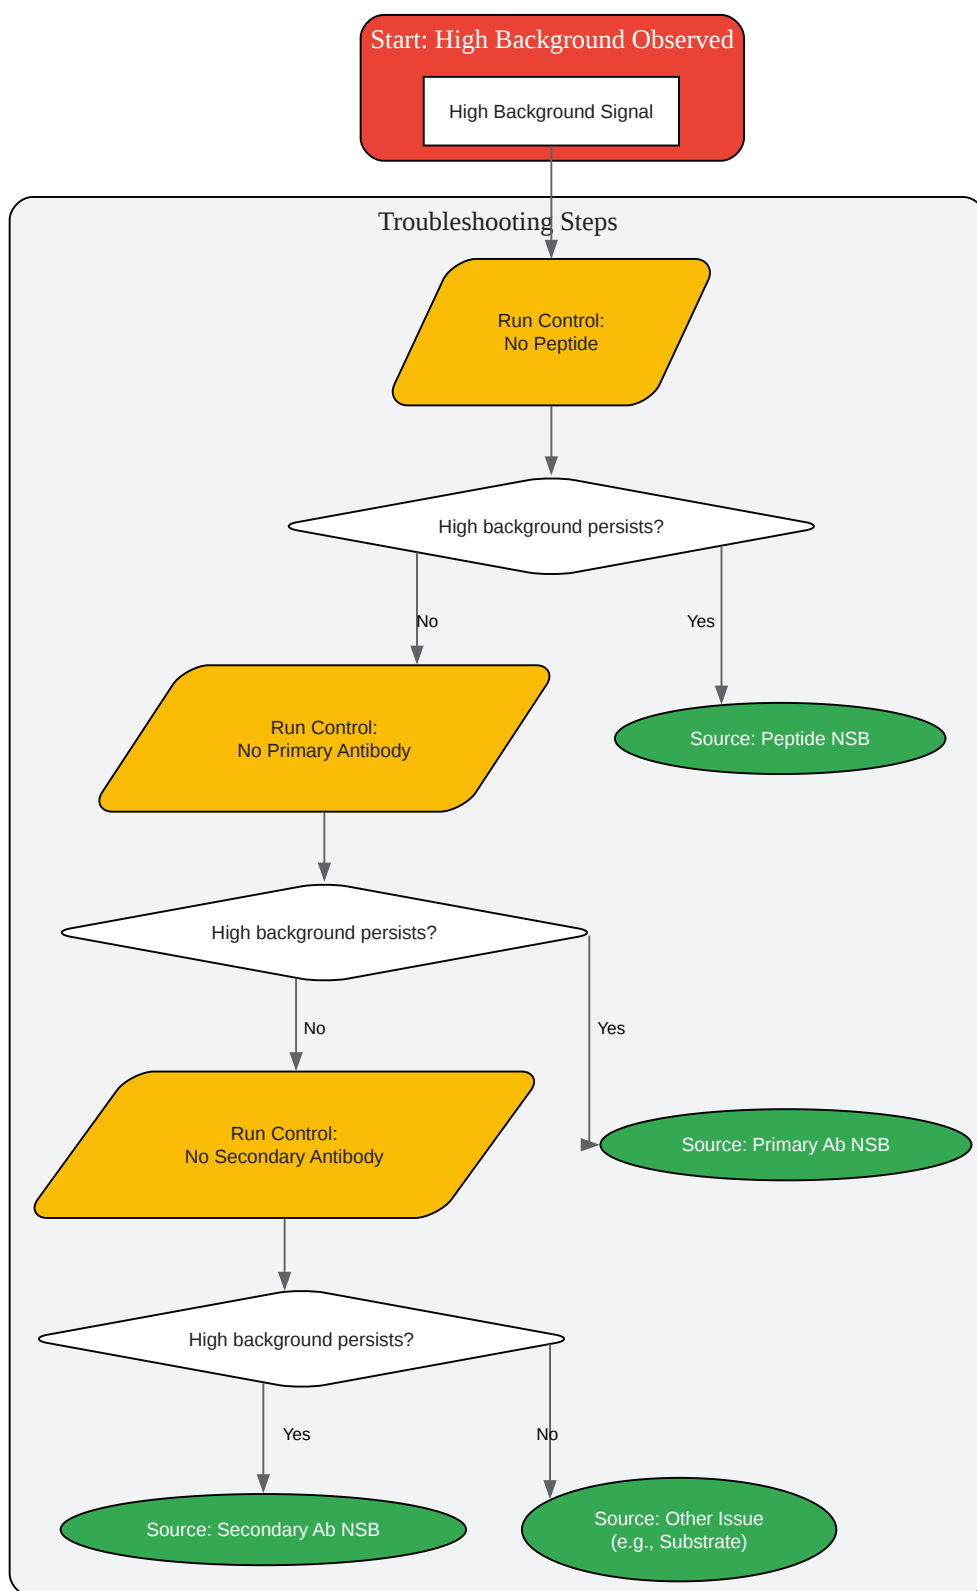 Start: High Background Observed
High Background Signal
Troubleshooting Steps
Run Control:
No Peptide
High background persists?
No
Yes
Run Control:
No Primary Antibody
Source: Peptide NSB
High background persists?
No
Yes
Run Control:
No Secondary Antibody
Source: Primary Ab NSB
High background persists?
Yes
No
Source: Secondary Ab NSB
Source: Other Issue
(e.g., Substrate)